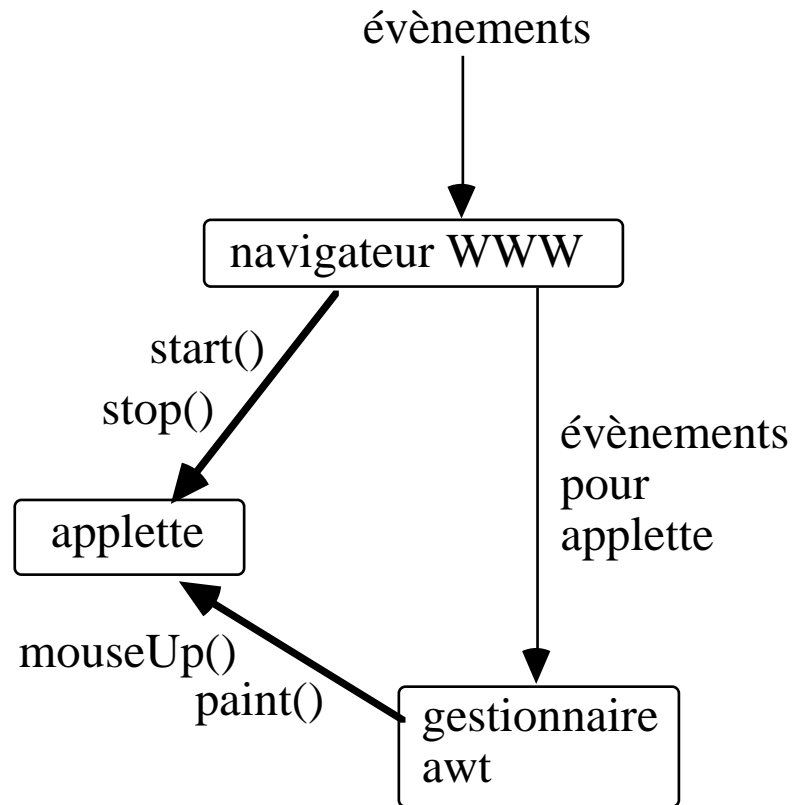 évènements
navigateur WWW
start()
stop()
évènements
pour
applette
applette
mouseUp()
paint()
gestionnaire
awt